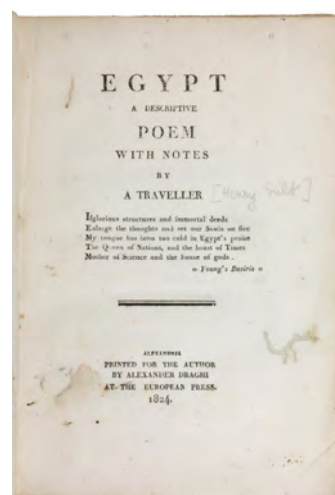 EGYPT
A DESCRIPTIVE
POEM
WITH NOTES
BY
A TRAVELLER [Henry Salt]
If glorious structures and immortal deeds
Enlarge the thoughts and set our Souls on fire
My tongue has been too cold in Egypt's praise
The Queen of Nations, and the boast of Times
Mother of Science and the house of gods.
» Young's Busiris »
ALEXANDRIE
PRINTED FOR THE AUTHOR
BY ALEXANDER DRAGHI
AT THE EUROPEAN PRESS.
1824.